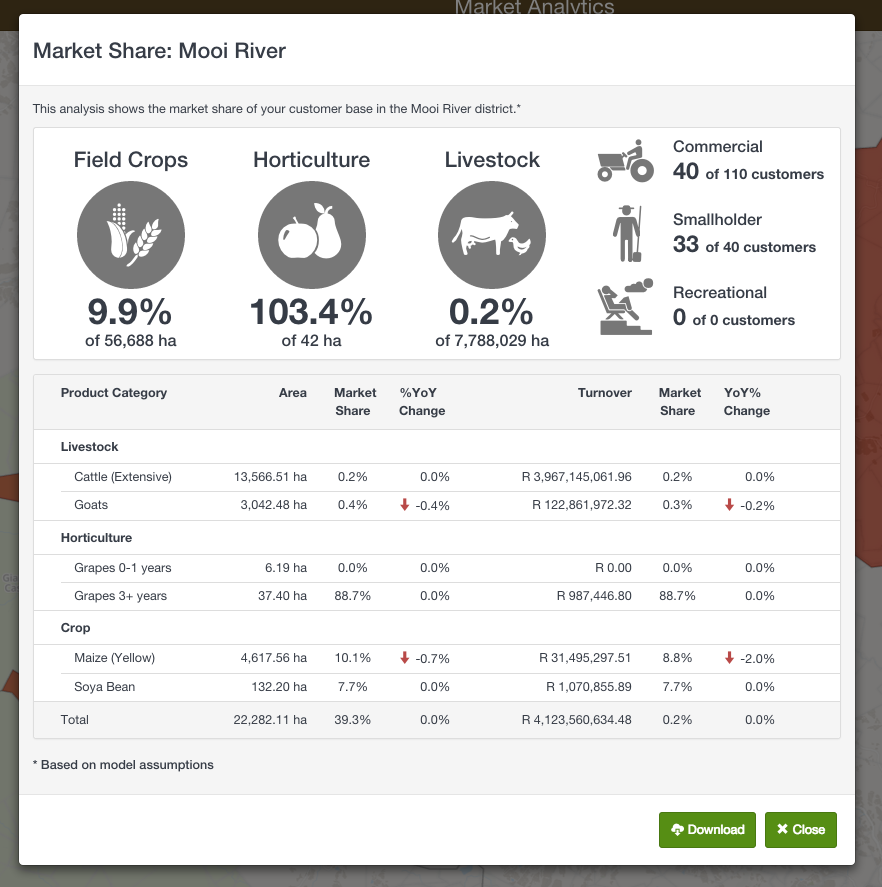 Market Analytics
Market Share: Mooi River
This analysis shows the market share of your customer base in the Mooi River district.*
Field Crops
9.9%
of 56,688 ha
Horticulture
103.4%
of 42 ha
Livestock
0.2%
of 7,788,029 ha
Commercial
40 of 110 customers
Smallholder
33 of 40 customers
Recreational
0 of 0 customers
Product Category Area Market Share %YoY Change Turnover Market Share YoY% Change
Livestock
Cattle (Extensive) 13,566.51 ha 0.2% 0.0% R 3,967,145,061.96 0.2% 0.0%
Goats 3,042.48 ha 0.4% -0.4% R 122,861,972.32 0.3% -0.2%
Horticulture
Grapes 0-1 years 6.19 ha 0.0% 0.0% R 0.00 0.0% 0.0%
Grapes 3+ years 37.40 ha 88.7% 0.0% R 987,446.80 88.7% 0.0%
Crop
Maize (Yellow) 4,617.56 ha 10.1% -0.7% R 31,495,297.51 8.8% -2.0%
Soya Bean 132.20 ha 7.7% 0.0% R 1,070,855.89 7.7% 0.0%
Total 22,282.11 ha 39.3% 0.0% R 4,123,560,634.48 0.2% 0.0%
* Based on model assumptions
Download
Close